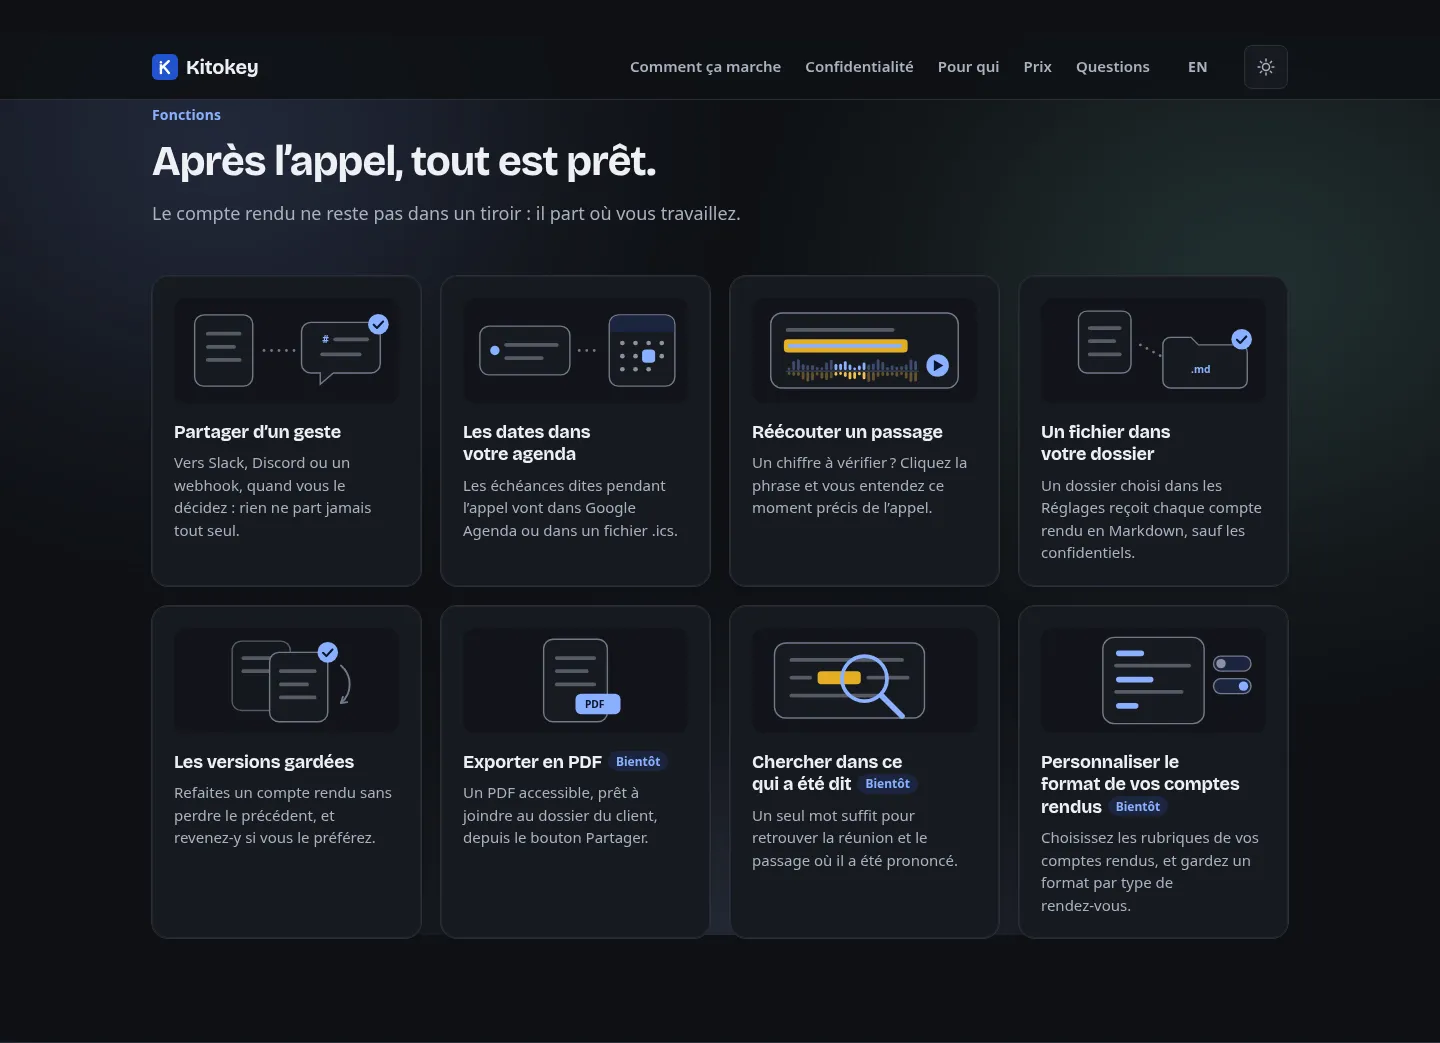 Kitokey
Comment ça marche
Confidentialité
Pour qui
Prix
Questions
EN
Fonctions
Après l’appel, tout est prêt.
Le compte rendu ne reste pas dans un tiroir : il part où vous travaillez.
#
.md
Partager d’un geste
Vers Slack, Discord ou un
webhook, quand vous le
décidez : rien ne part jamais
tout seul.
Les dates dans
votre agenda
Les échéances dites pendant
l’appel vont dans Google
Agenda ou dans un fichier .ics.
Réécouter un passage
Un chiffre à vérifier ? Cliquez la
phrase et vous entendez ce
moment précis de l’appel.
Un fichier dans
votre dossier
Un dossier choisi dans les
Réglages reçoit chaque compte
rendu en Markdown, sauf les
confidentiels.
Les versions gardées
Refaites un compte rendu sans
perdre le précédent, et
revenez-y si vous le préférez.
PDF
Exporter en PDF Bientôt
Un PDF accessible, prêt à
joindre au dossier du client,
depuis le bouton Partager.
Chercher dans ce
qui a été dit Bientôt
Un seul mot suffit pour
retrouver la réunion et le
passage où il a été prononcé.
Personnaliser le
format de vos comptes
rendus Bientôt
Choisissez les rubriques de vos
comptes rendus, et gardez un
format par type de
rendez-vous.